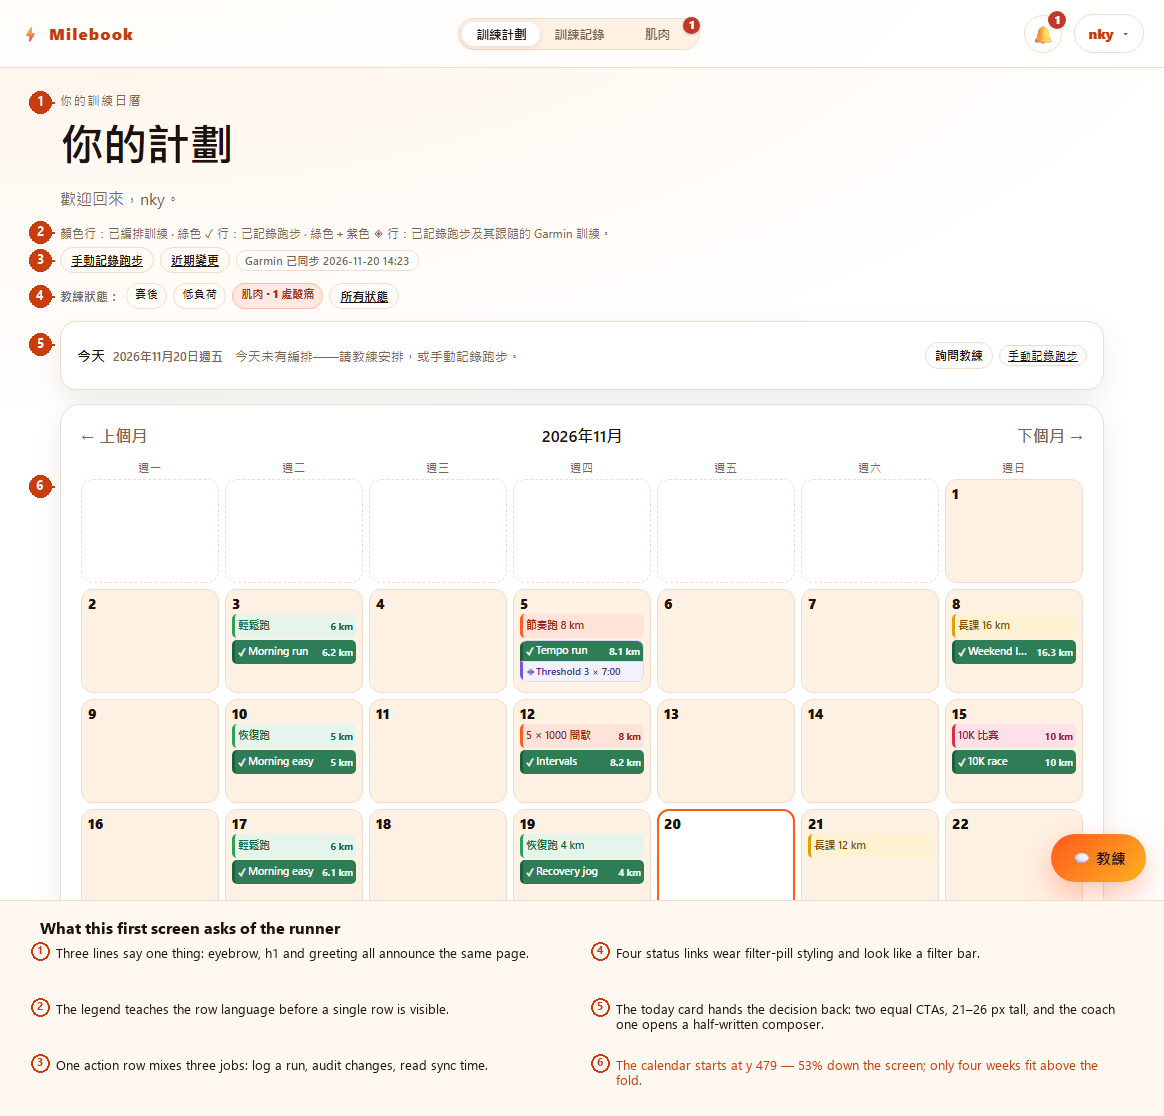 Milebook
訓練計劃 訓練記錄 肌肉 1
🔔 1
nky
1 你的訓練日曆
你的計劃
歡迎回來，nky。
2 顏色行：已編排訓練 · 綠色 ✓ 行：已記錄跑步 · 綠色 + 紫色 ◈ 行：已記錄跑步及其跟隨的 Garmin 訓練。
3 手動記錄跑步 近期變更 Garmin 已同步 2026-11-20 14:23
4 教練狀態： 賽後 低負荷 肌肉 · 1 處酸痛 所有狀態
5 今天 2026年11月20日週五 今天未有編排——請教練安排，或手動記錄跑步。 詢問教練 手動記錄跑步
← 上個月 2026年11月 下個月 →
週一 週二 週三 週四 週五 週六 週日
6
1
2 3 4 5 6 7 8
輕鬆跑 6 km 節奏跑 8 km 長課 16 km
✓ Morning run 6.2 km ✓ Tempo run 8.1 km ✓ Weekend l... 16.3 km
◈ Threshold 3 × 7:00
9 10 11 12 13 14 15
恢復跑 5 km 5 × 1000 間歇 8 km 10K 比賽 10 km
✓ Morning easy 5 km ✓ Intervals 8.2 km ✓ 10K race 10 km
16 17 18 19 20 21 22
輕鬆跑 6 km 恢復跑 4 km 長課 12 km
✓ Morning easy 6.1 km ✓ Recovery jog 4 km
教練
What this first screen asks of the runner
1 Three lines say one thing: eyebrow, h1 and greeting all announce the same page.
2 The legend teaches the row language before a single row is visible.
3 One action row mixes three jobs: log a run, audit changes, read sync time.
4 Four status links wear filter-pill styling and look like a filter bar.
5 The today card hands the decision back: two equal CTAs, 21–26 px tall, and the coach
one opens a half-written composer.
6 The calendar starts at y 479 — 53% down the screen; only four weeks fit above the
fold.